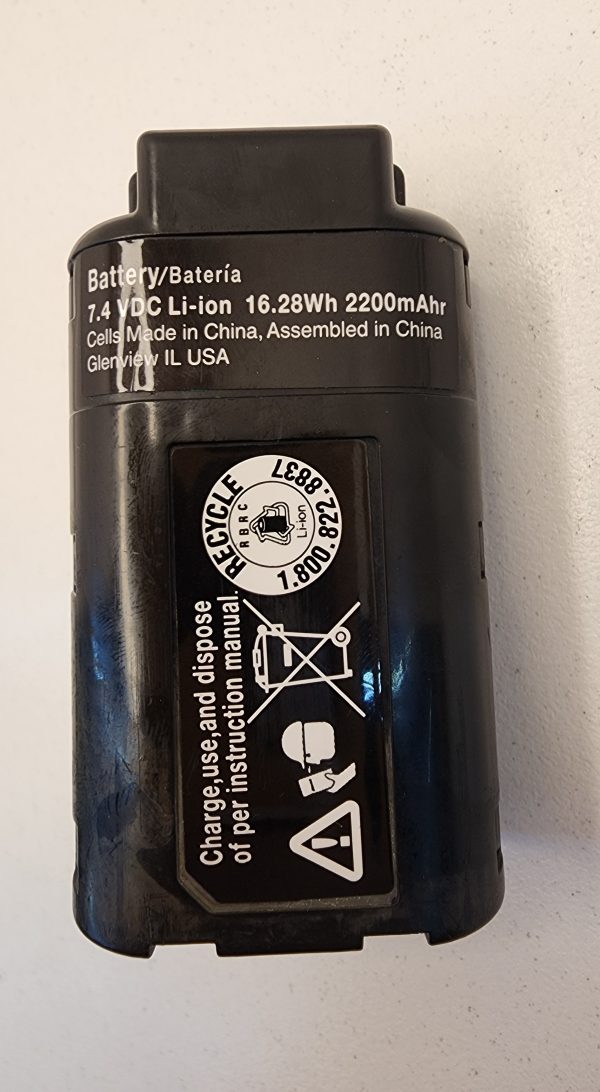 Battery/Batería
7.4 VDC Li-ion 16.28Wh 2200mAhr
Cells Made in China, Assembled in China
Glenview IL USA
RECYCLE
RBRC
Li-ion
1.800.822.8837
Charge,use,and dispose
of per instruction manual.